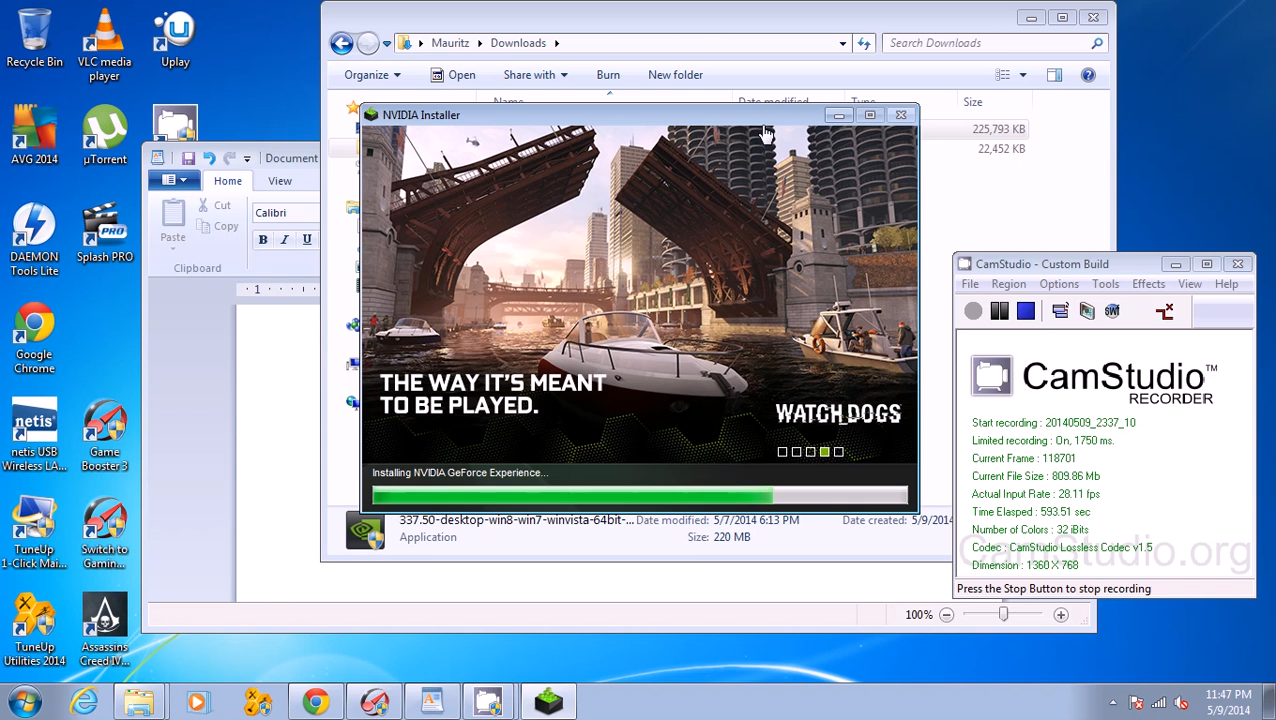 Recycle Bin
VLC media
player
Uplay
AVG 2014
µTorrent
DAEMON
Tools Lite
Splash PRO
Google
Chrome
netis
netis USB
Wireless LA...
Game
Booster 3
TuneUp
1-Click Mai...
Switch to
Gamin...
TuneUp
Utilities 2014
Assassins
Creed IV...
Mauritz
Downloads
Search Downloads
Organize
Open
Share with
Burn
New folder
Name
Date modified
Type
Size
225,793 KB
22,452 KB
NVIDIA Installer
THE WAY IT'S MEANT
TO BE PLAYED.
WATCH_DOGS
Installing NVIDIA GeForce Experience...
337.50-desktop-win8-win7-winvista-64bit-...
Date modified: 5/7/2014 6:13 PM
Date created: 5/9/2014
Application
Size: 220 MB
Document
Home
View
Cut
Copy
Paste
Clipboard
Calibri
B I U
1
100%
CamStudio - Custom Build
File Region Options Tools Effects View Help
SWF
CamStudio™
RECORDER
Start recording : 20140509_2337_10
Limited recording : On, 1750 ms.
Current Frame : 118701
Current File Size : 809.86 Mb
Actual Input Rate : 28.11 fps
Time Elasped : 593.51 sec
Number of Colors : 32 iBits
Codec : CamStudio Lossless Codec v1.5
Dimension : 1360 X 768
CamStudio.org
Press the Stop Button to stop recording
11:47 PM
5/9/2014